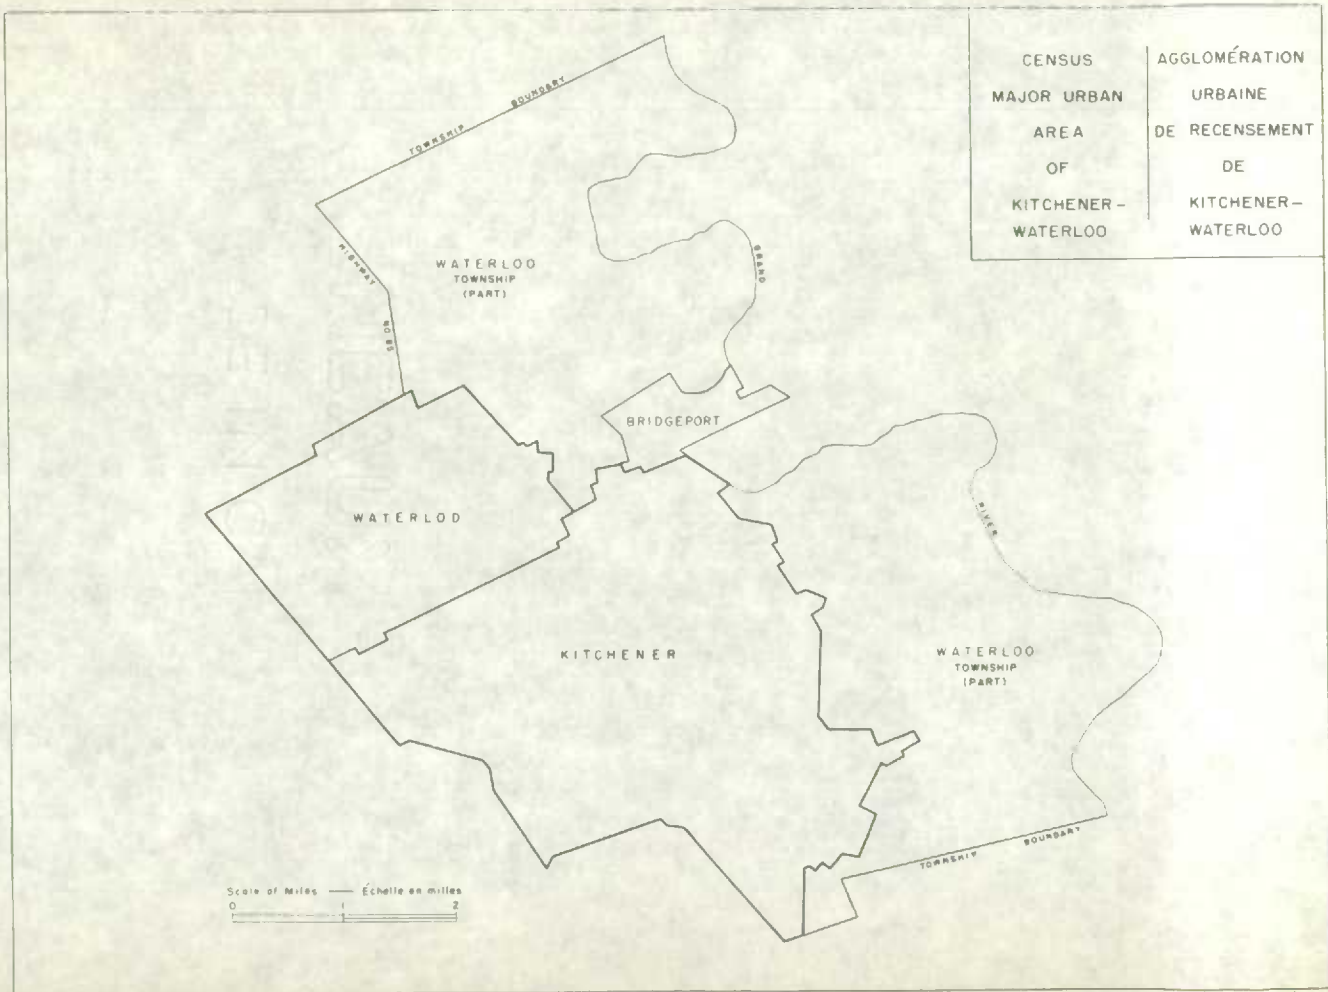 CENSUS
MAJOR URBAN
AREA
OF
KITCHENER-
WATERLOO
AGGLOMÉRATION
URBAINE
DE RECENSEMENT
DE
KITCHENER-
WATERLOO
TOWNSHIP BOUNDARY
HIGHWAY NO 85
WATERLOO
TOWNSHIP
(PART)
GRAND
BRIDGEPORT
WATERLOO
RIVER
KITCHENER
WATERLOO
TOWNSHIP
(PART)
TOWNSHIP BOUNDARY
Scale of Miles — Échelle en milles
0 1 2